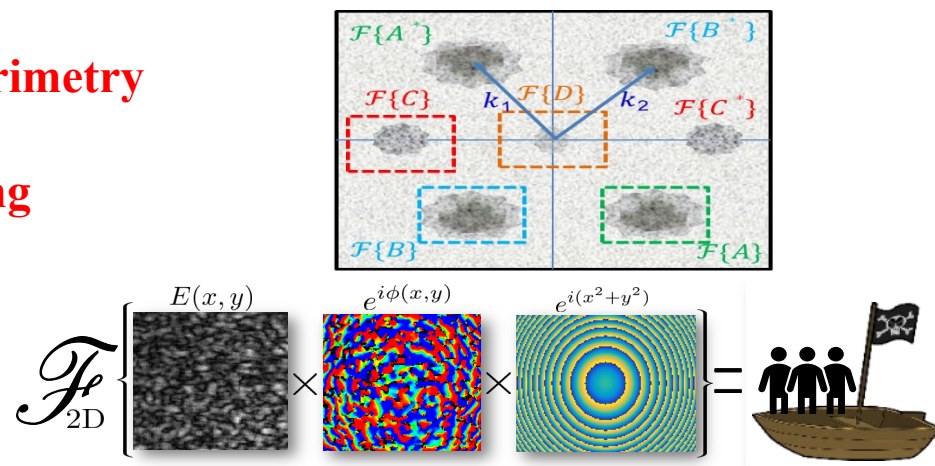 rimetry
ng
ℱ{A*} ℱ{B*}
ℱ{C} k₁ ℱ{D} k₂ ℱ{C*}
ℱ{B} ℱ{A}
E(x, y) e^{iϕ(x,y)} e^{i(x²+y²)}
ℱ2D { × × } =